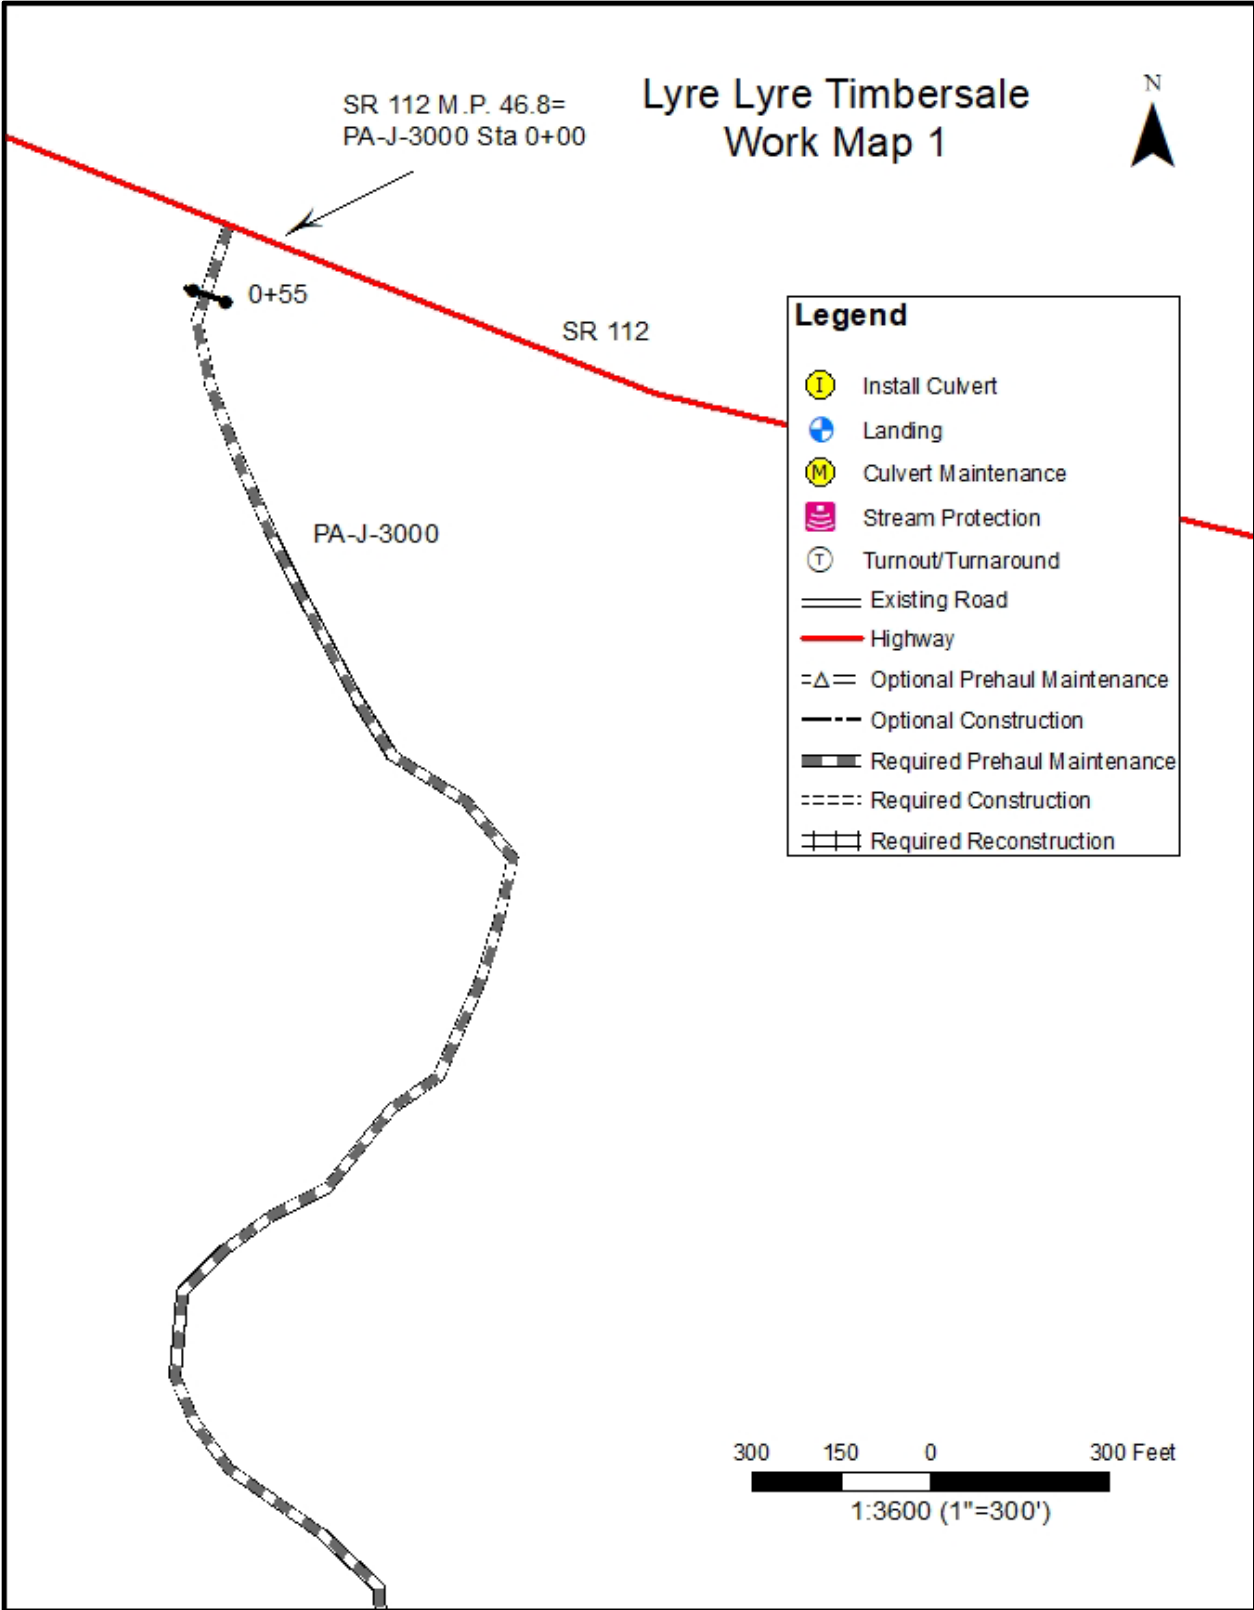 Lyre Lyre Timbersale
Work Map 1
N
SR 112 M.P. 46.8=
PA-J-3000 Sta 0+00
0+55
SR 112
PA-J-3000
Legend
I Install Culvert
Landing
M Culvert Maintenance
Stream Protection
T Turnout/Turnaround
Existing Road
Highway
Optional Prehaul Maintenance
Optional Construction
Required Prehaul Maintenance
Required Construction
Required Reconstruction
300 150 0 300 Feet
1:3600 (1"=300')